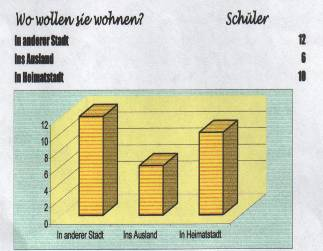 Wo wollen sie wohnen? Schüler
In anderer Stadt 12
Ins Ausland 6
In Heimatstadt 10
12
10
8
6
4
2
0
In anderer Stadt Ins Ausland In Heimatstadt